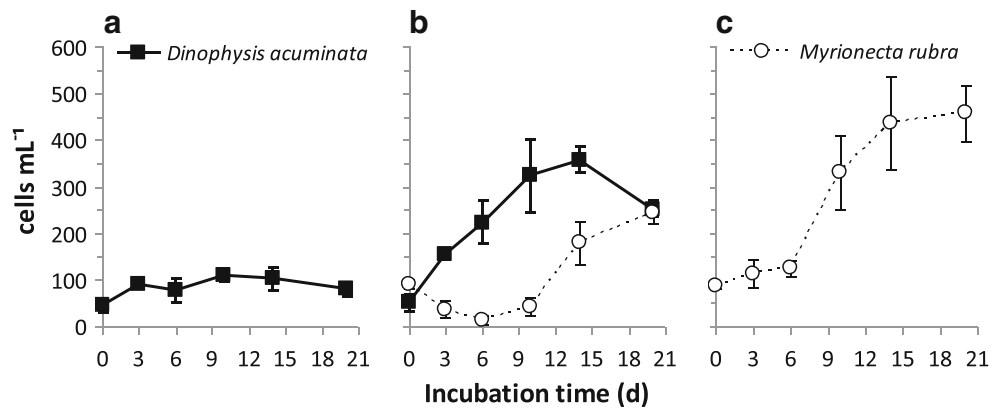 a b c
Dinophysis acuminata
Myrionecta rubra
600
500
400
300
200
100
0
cells mL⁻¹
0 3 6 9 12 15 18 21
0 3 6 9 12 15 18 21
0 3 6 9 12 15 18 21
Incubation time (d)